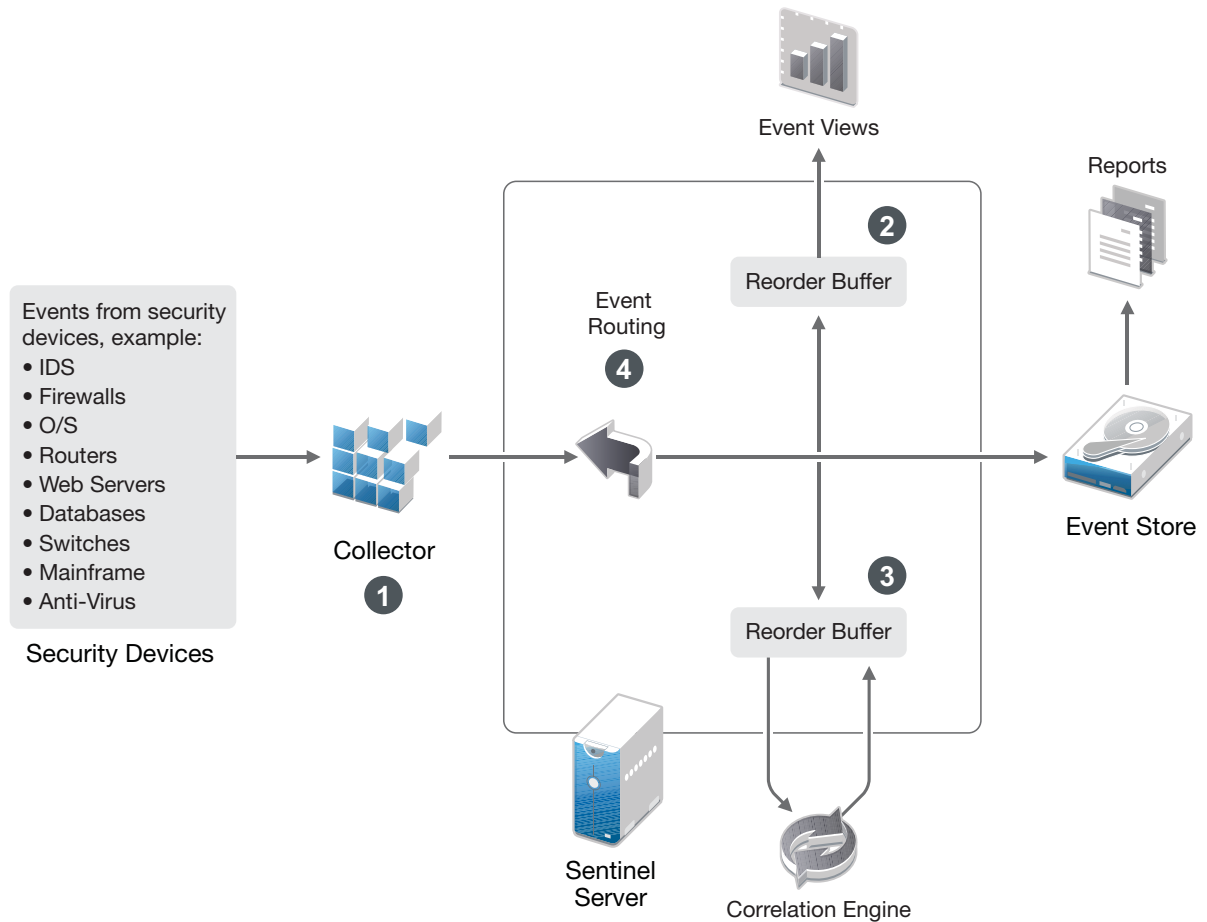 Event Views
Reports
2
Reorder Buffer
Events from security
devices, example:
• IDS
• Firewalls
• O/S
• Routers
• Web Servers
• Databases
• Switches
• Mainframe
• Anti-Virus
Security Devices
Event
Routing
4
Collector
1
Event Store
3
Reorder Buffer
Sentinel
Server
Correlation Engine